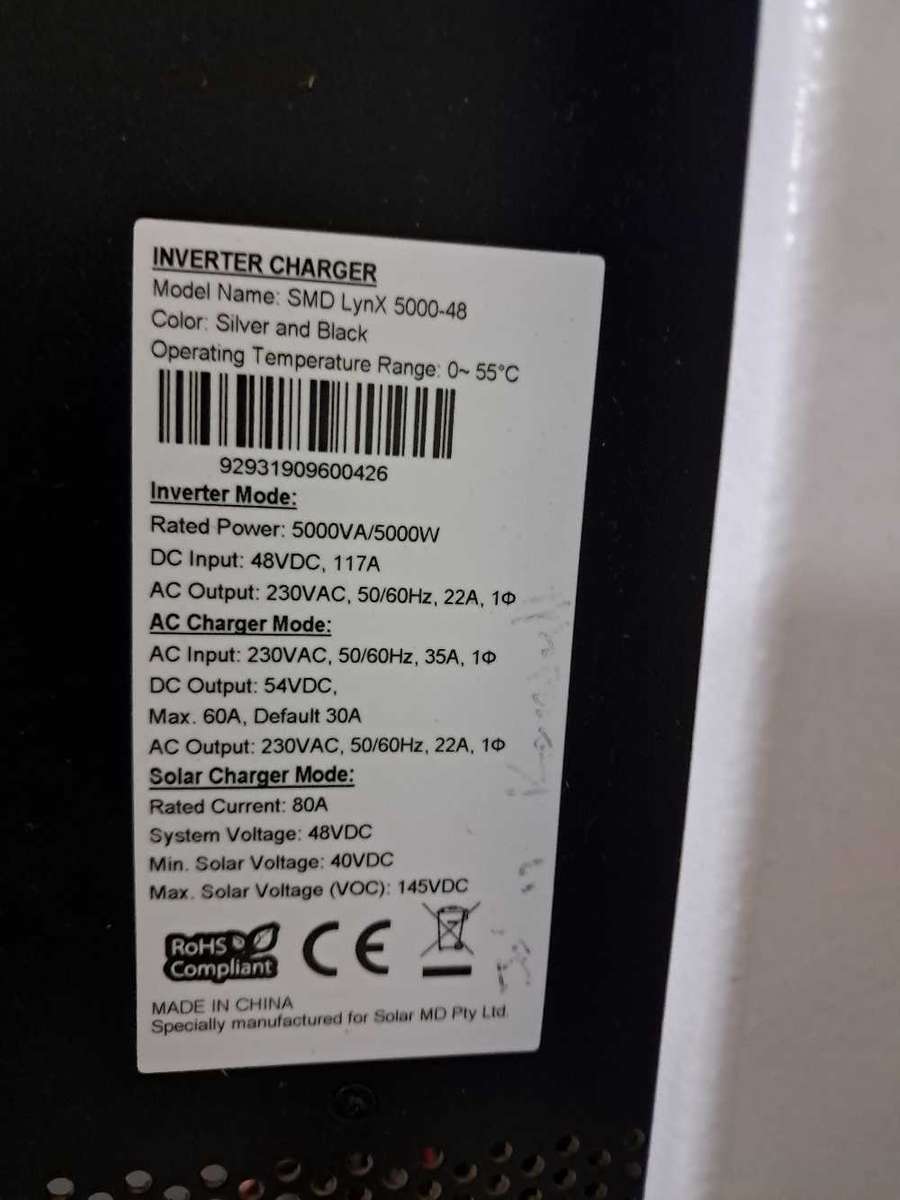 INVERTER CHARGER
Model Name: SMD LynX 5000-48
Color: Silver and Black
Operating Temperature Range: 0~ 55°C
92931909600426
Inverter Mode:
Rated Power: 5000VA/5000W
DC Input: 48VDC, 117A
AC Output: 230VAC, 50/60Hz, 22A, 1Φ
AC Charger Mode:
AC Input: 230VAC, 50/60Hz, 35A, 1Φ
DC Output: 54VDC,
Max. 60A, Default 30A
AC Output: 230VAC, 50/60Hz, 22A, 1Φ
Solar Charger Mode:
Rated Current: 80A
System Voltage: 48VDC
Min. Solar Voltage: 40VDC
Max. Solar Voltage (VOC): 145VDC
RoHS
Compliant
CE
MADE IN CHINA
Specially manufactured for Solar MD Pty Ltd.